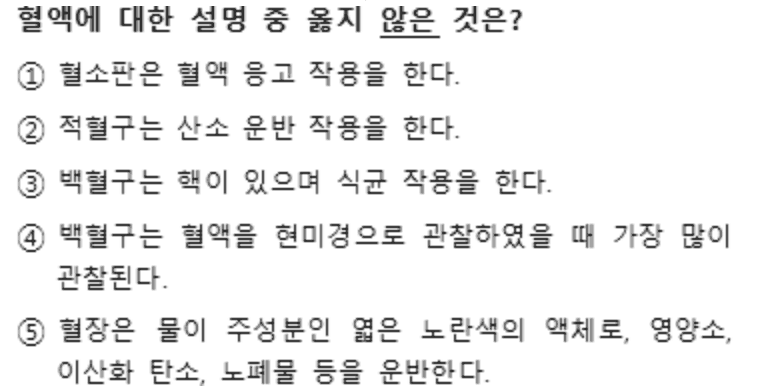 혈액에 대한 설명 중 옳지 않은 것은?
① 혈소판은 혈액 응고 작용을 한다.
② 적혈구는 산소 운반 작용을 한다.
③ 백혈구는 핵이 있으며 식균 작용을 한다.
④ 백혈구는 혈액을 현미경으로 관찰하였을 때 가장 많이
관찰된다.
⑤ 혈장은 물이 주성분인 엷은 노란색의 액체로, 영양소,
이산화 탄소, 노폐물 등을 운반한다.